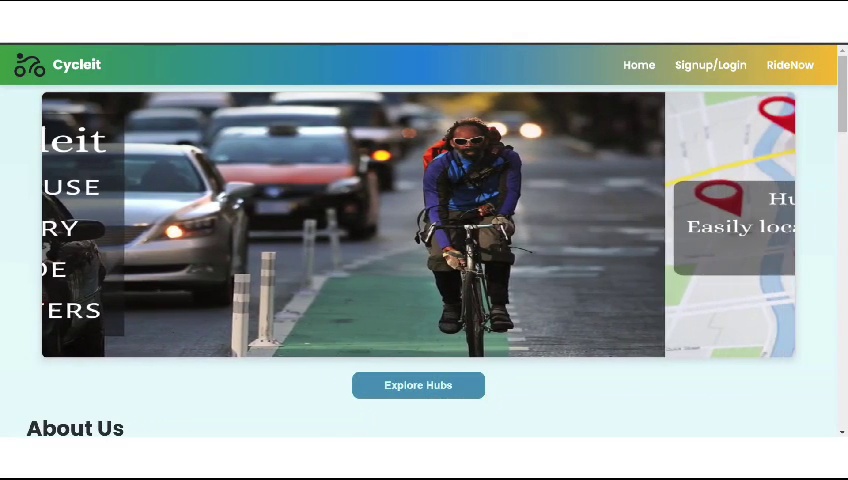 Cycleit
Home
Signup/Login
RideNow
leit
USE
RY
DE
TERS
Hu
Easily loca
Explore Hubs
About Us